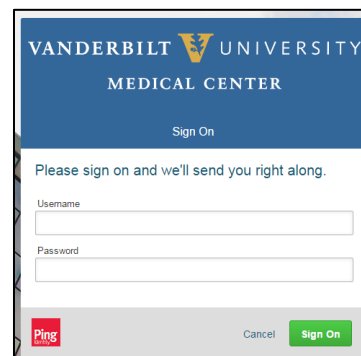 VANDERBILT V UNIVERSITY
MEDICAL CENTER
Sign On
Please sign on and we'll send you right along.
Username
Password
Ping
Identity
Cancel
Sign On